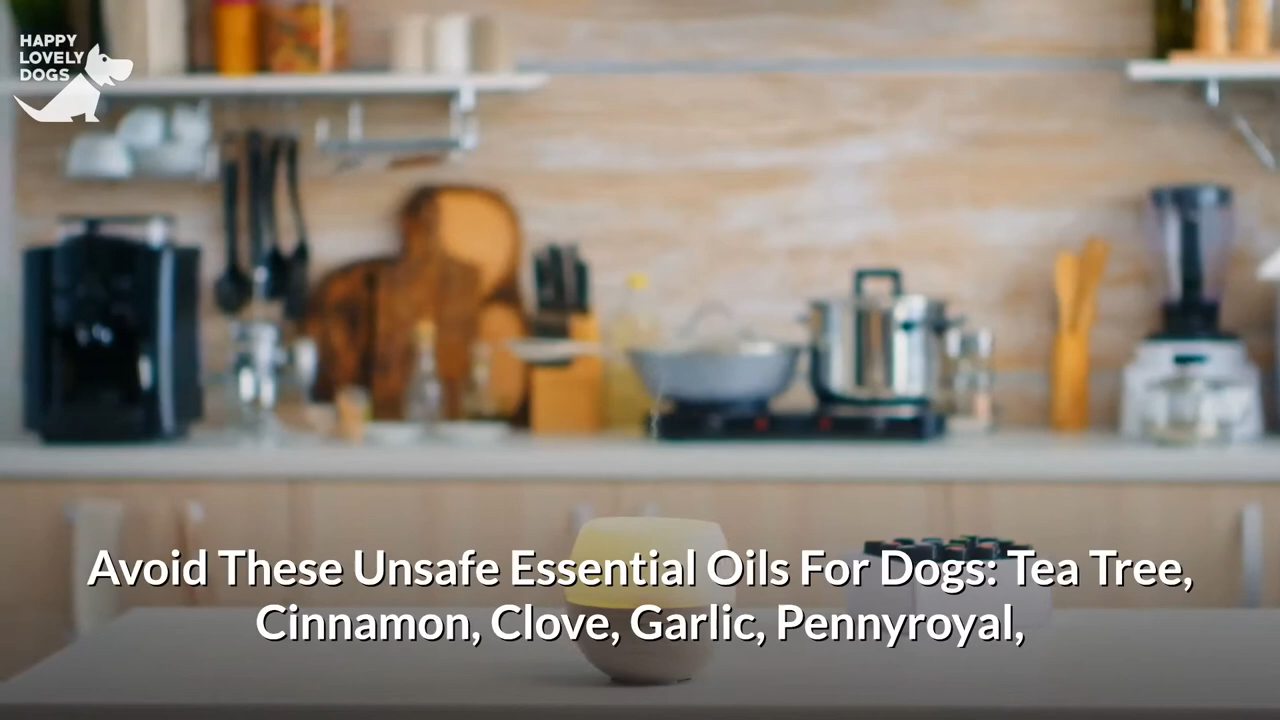 HAPPY
LOVELY
DOGS
Avoid These Unsafe Essential Oils For Dogs: Tea Tree,
Cinnamon, Clove, Garlic, Pennyroyal,